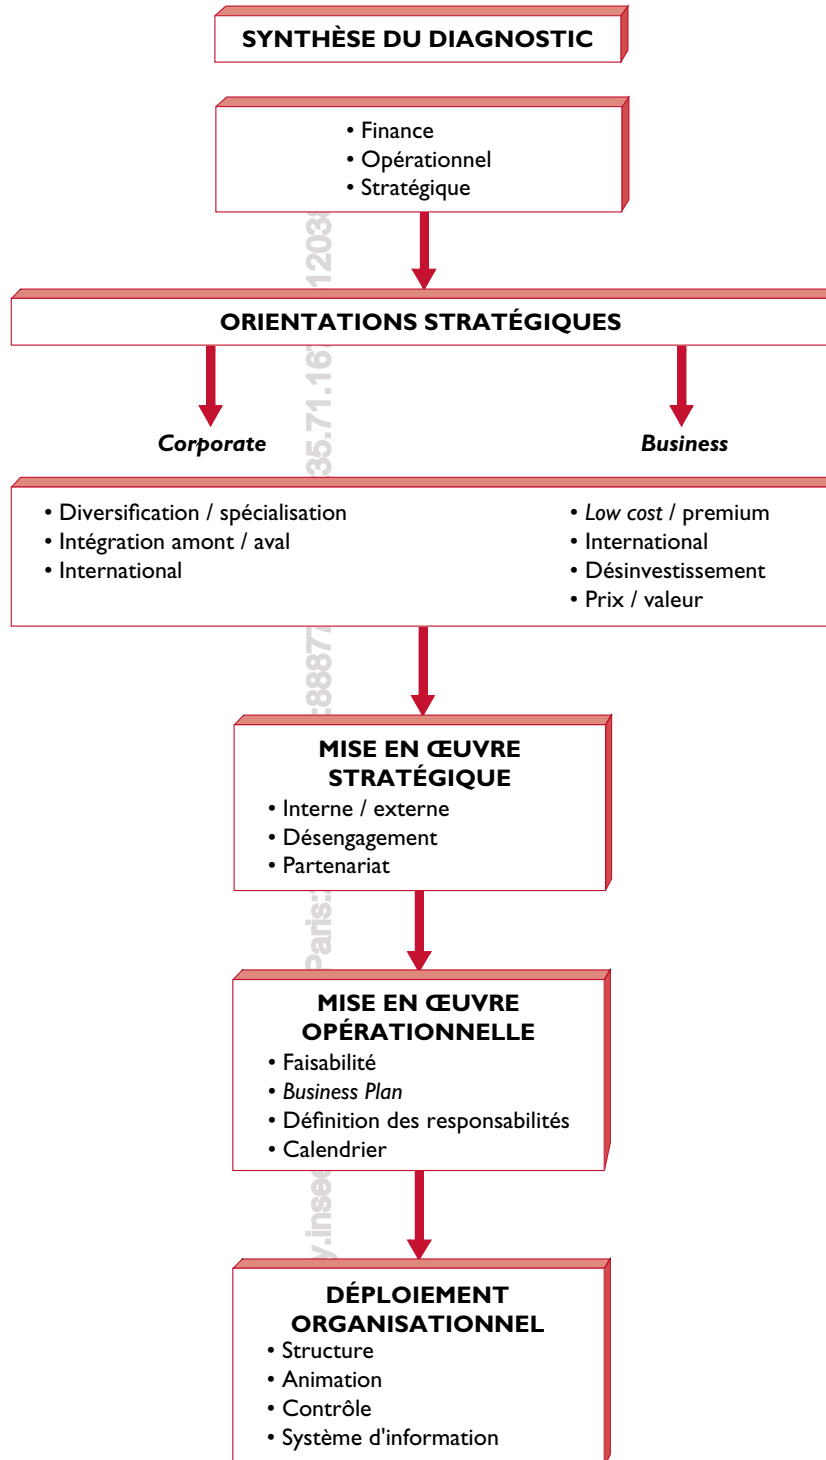 SYNTHÈSE DU DIAGNOSTIC
• Finance
• Opérationnel
• Stratégique
ORIENTATIONS STRATÉGIQUES
Corporate
Business
• Diversification / spécialisation
• Intégration amont / aval
• International
• Low cost / premium
• International
• Désinvestissement
• Prix / valeur
MISE EN ŒUVRE
STRATÉGIQUE
• Interne / externe
• Désengagement
• Partenariat
MISE EN ŒUVRE
OPÉRATIONNELLE
• Faisabilité
• Business Plan
• Définition des responsabilités
• Calendrier
DÉPLOIEMENT
ORGANISATIONNEL
• Structure
• Animation
• Contrôle
• Système d'information